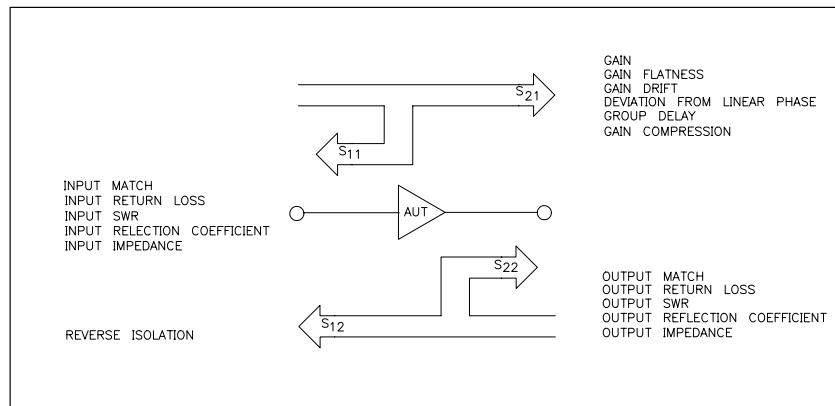 GAIN
GAIN FLATNESS
GAIN DRIFT
DEVIATION FROM LINEAR PHASE
GROUP DELAY
GAIN COMPRESSION
S21
S11
INPUT MATCH
INPUT RETURN LOSS
INPUT SWR
INPUT RELECTION COEFFICIENT
INPUT IMPEDANCE
AUT
S22
OUTPUT MATCH
OUTPUT RETURN LOSS
OUTPUT SWR
OUTPUT REFLECTION COEFFICIENT
OUTPUT IMPEDANCE
S12
REVERSE ISOLATION